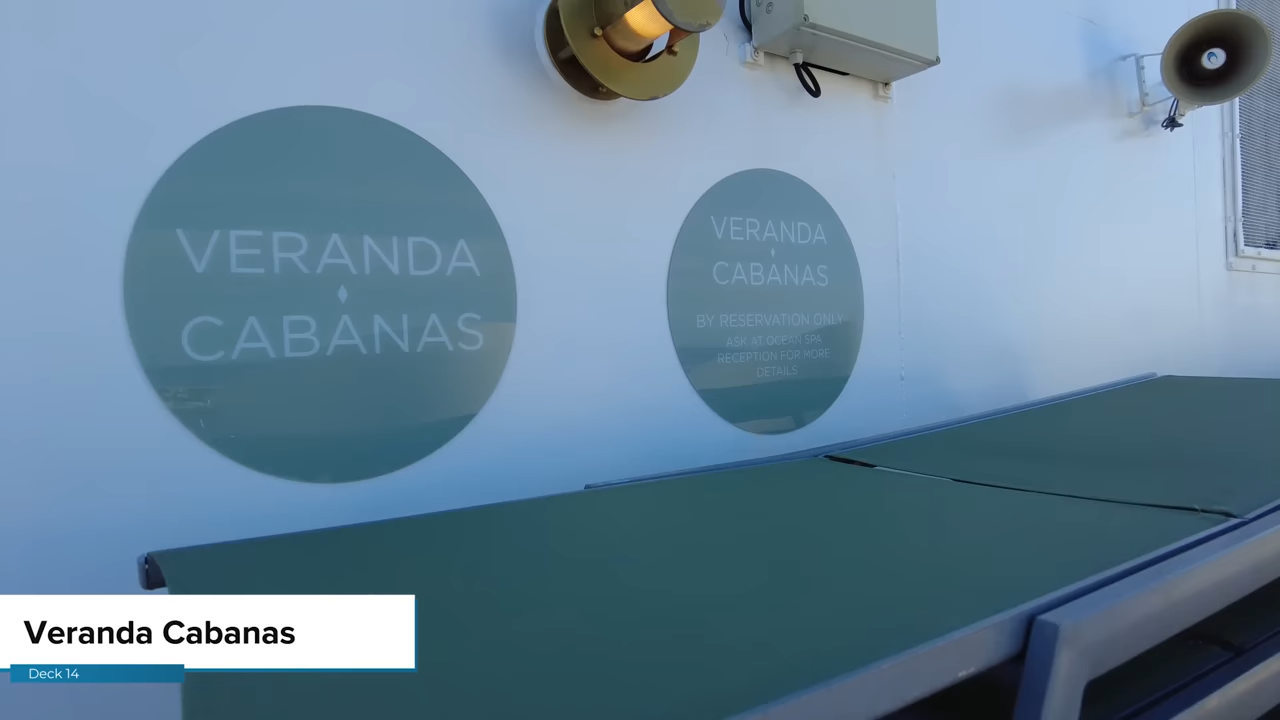 VERANDA
CABANAS
VERANDA
CABANAS
BY RESERVATION ONLY
ASK AT OCEAN SPA
RECEPTION FOR MORE
DETAILS
Veranda Cabanas
Deck 14